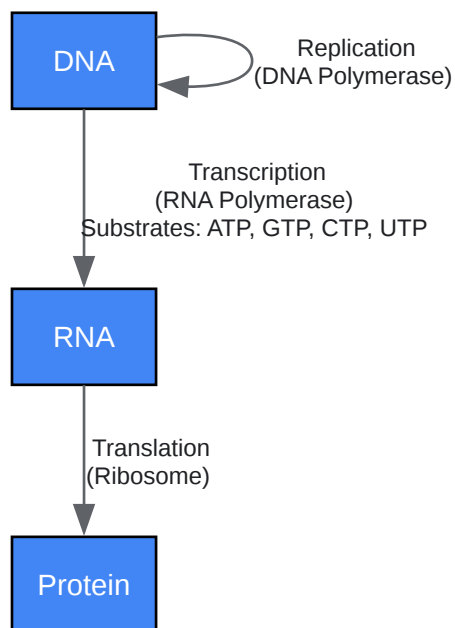 DNA
Replication
(DNA Polymerase)
Transcription
(RNA Polymerase)
Substrates: ATP, GTP, CTP, UTP
RNA
Translation
(Ribosome)
Protein